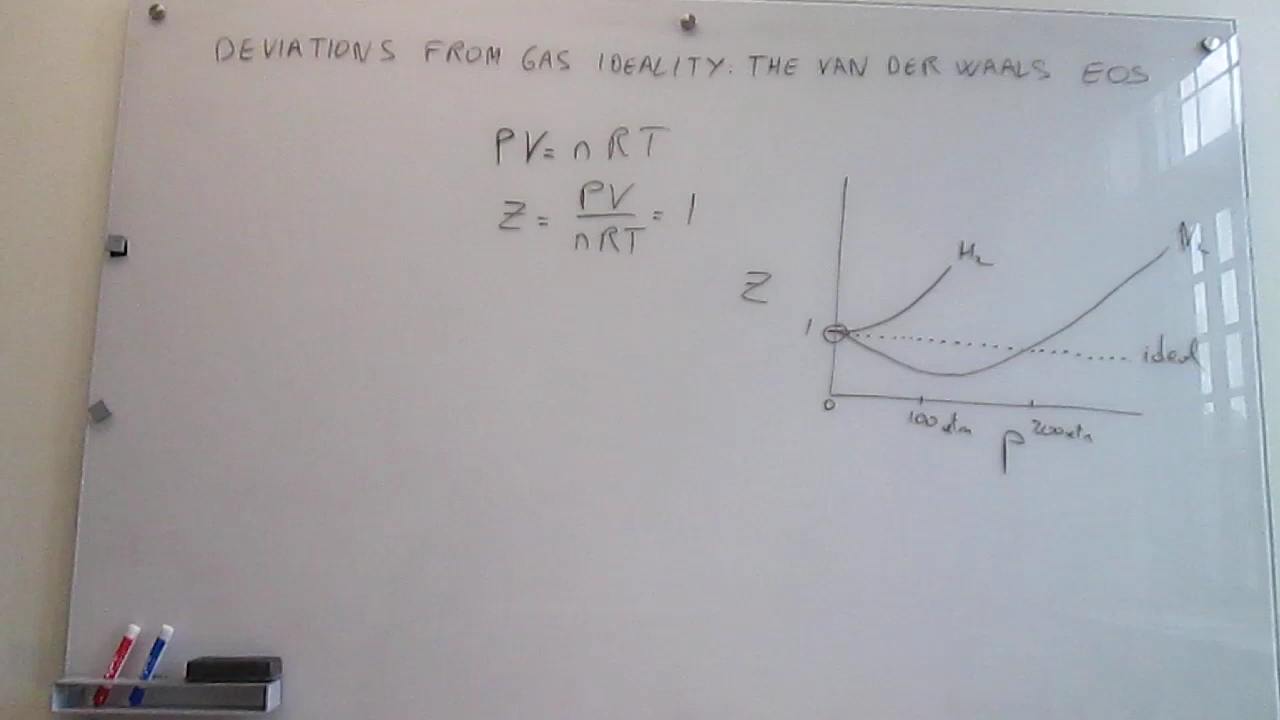 DEVIATIONS FROM GAS IDEALITY: THE VAN DER WAALS EOS
PV = nRT
Z = PV/nRT = 1
H₂
N₂
Z
1
ideal
0
100 atm
200 atm
P